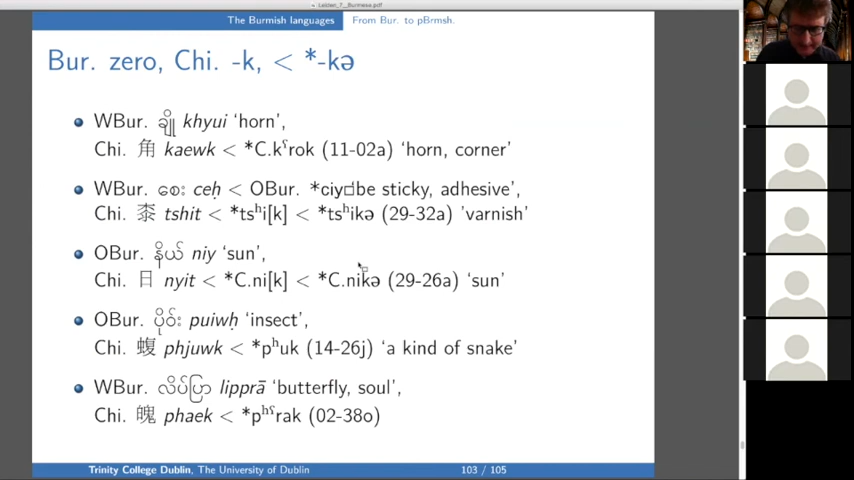 Leiden_7__Burmese.pdf
The Burmish languages From Bur. to pBrmsh.
Bur. zero, Chi. -k, < *-kə
WBur. ချို khyui ‘horn’,
Chi. 角 kaewk < *C.kˤrok (11-02a) ‘horn, corner’
WBur. စေး ceḥ < OBur. *ciy□be sticky, adhesive’,
Chi. 桼 tshit < *tsʰi[k] < *tsʰikə (29-32a) ’varnish’
OBur. နိယ် niy ‘sun’,
Chi. 日 nyit < *C.ni[k] < *C.nikə (29-26a) ‘sun’
OBur. ပိုဝ်း puiwḥ ‘insect’,
Chi. 蝮 phjuwk < *pʰuk (14-26j) ‘a kind of snake’
WBur. လိပ်ပြာ lipprā ‘butterfly, soul’,
Chi. 魄 phaek < *pʰˤrak (02-38o)
Trinity College Dublin, The University of Dublin 103 / 105